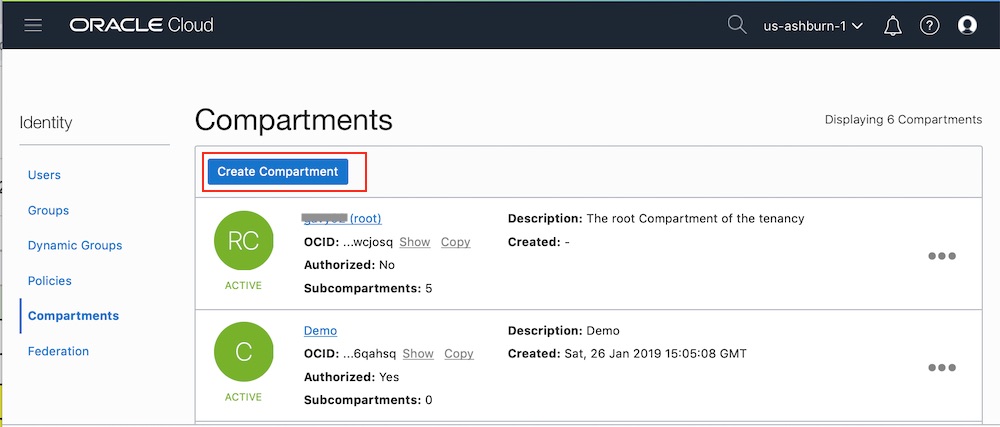 ORACLE Cloud
us-ashburn-1
Identity
Users
Groups
Dynamic Groups
Policies
Compartments
Federation
Compartments
Displaying 6 Compartments
Create Compartment
RC
ACTIVE
(root)
OCID: ...wcjosq Show Copy
Authorized: No
Subcompartments: 5
Description: The root Compartment of the tenancy
Created: -
C
ACTIVE
Demo
OCID: ...6qahsq Show Copy
Authorized: Yes
Subcompartments: 0
Description: Demo
Created: Sat, 26 Jan 2019 15:05:08 GMT